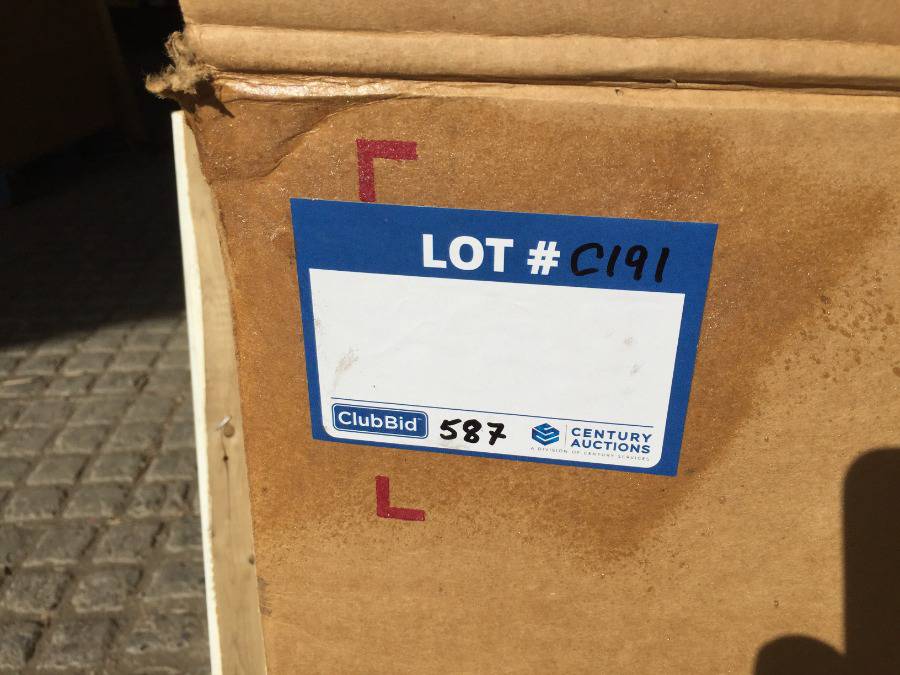 LOT # C191
ClubBid 587 CENTURY AUCTIONS
A DIVISION OF CENTURY SERVICES